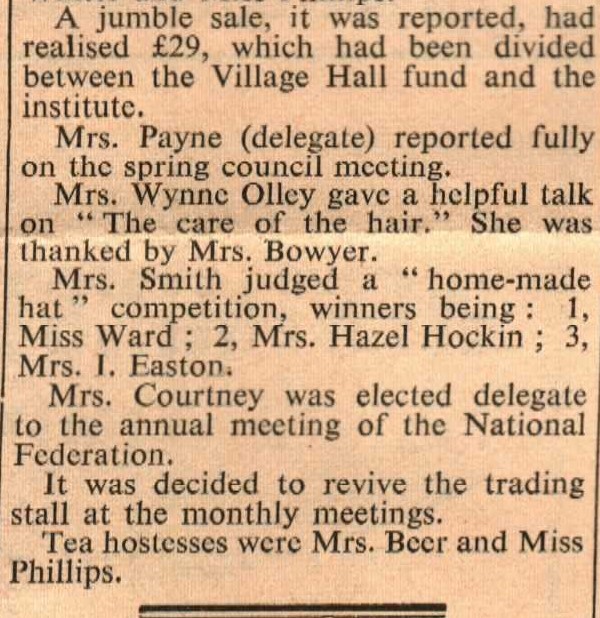 A jumble sale, it was reported, had
realised £29, which had been divided
between the Village Hall fund and the
institute.
Mrs. Payne (delegate) reported fully
on the spring council meeting.
Mrs. Wynne Olley gave a helpful talk
on “ The care of the hair.” She was
thanked by Mrs. Bowyer.
Mrs. Smith judged a “ home-made
hat ” competition, winners being : 1,
Miss Ward ; 2, Mrs. Hazel Hockin ; 3,
Mrs. I. Easton.
Mrs. Courtney was elected delegate
to the annual meeting of the National
Federation.
It was decided to revive the trading
stall at the monthly meetings.
Tea hostesses were Mrs. Beer and Miss
Phillips.